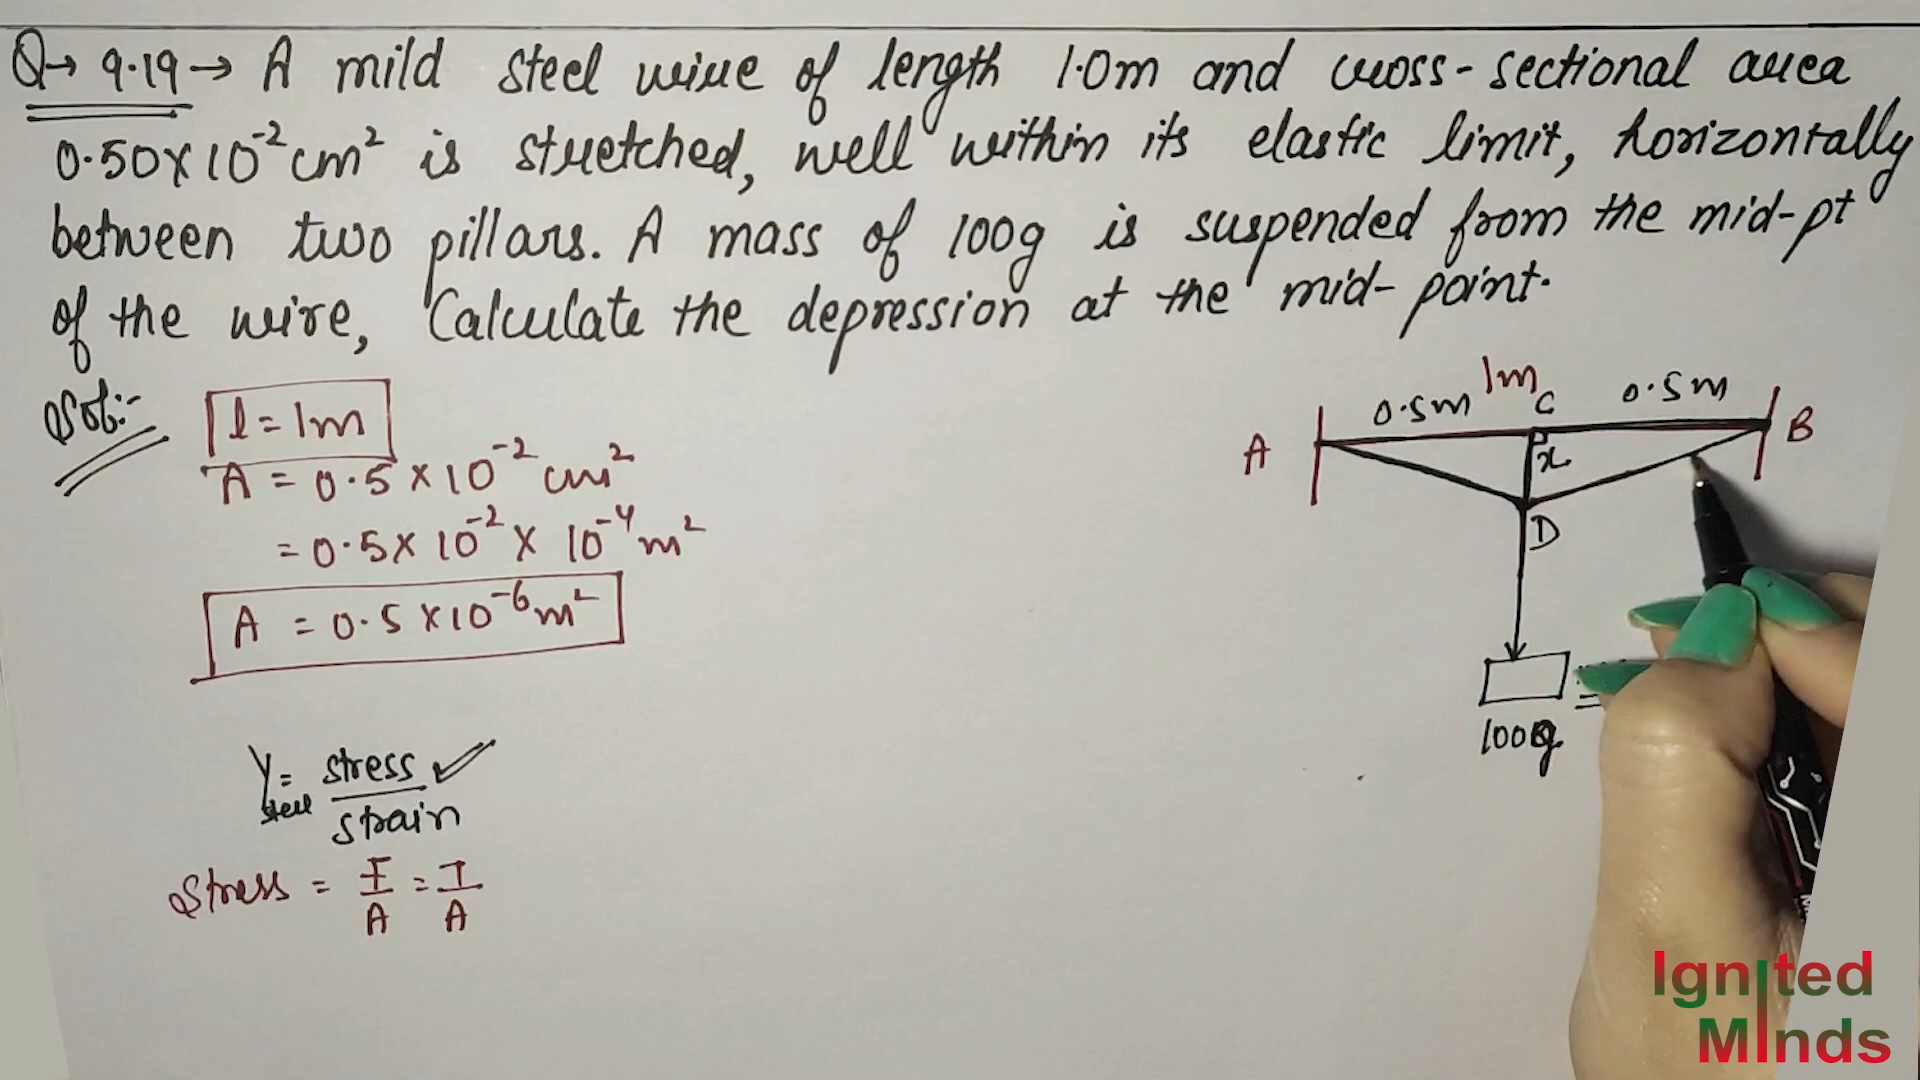 Q→ 9.19 → A mild steel wire of length 1.0m and cross-sectional area
0.50×10⁻²cm² is stretched, well within its elastic limit, horizontally
between two pillars. A mass of 100g is suspended from the mid-pt
of the wire, Calculate the depression at the mid-point.
Sol:-
l = 1m
A = 0.5 × 10⁻² cm²
= 0.5 × 10⁻² × 10⁻⁴ m²
A = 0.5 × 10⁻⁶ m²
Y steel = stress / strain ✓
Stress = F/A = T/A
1m
0.5m C 0.5m
A B
x
D
100g
Ignited
Minds